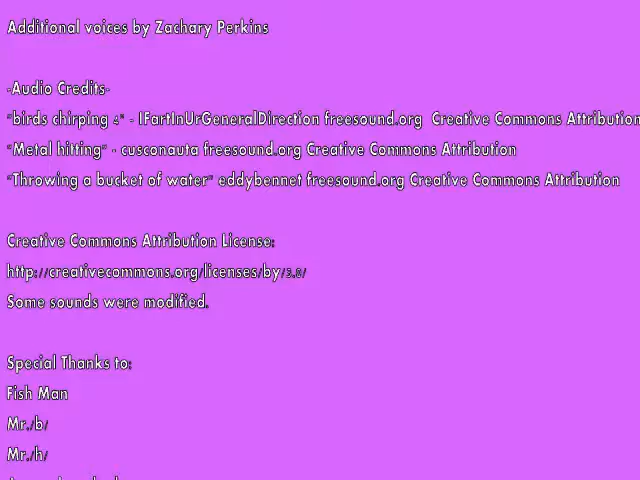 Additional voices by Zachary Perkins
-Audio Credits-
"birds chirping 4" - IFartInUrGeneralDirection freesound.org Creative Commons Attribution
"Metal hitting" - cusconauta freesound.org Creative Commons Attribution
"Throwing a bucket of water" eddybennet freesound.org Creative Commons Attribution
Creative Commons Attribution License:
http://creativecommons.org/licenses/by/3.0/
Some sounds were modified.
Special Thanks to:
Fish Man
Mr./b/
Mr./h/